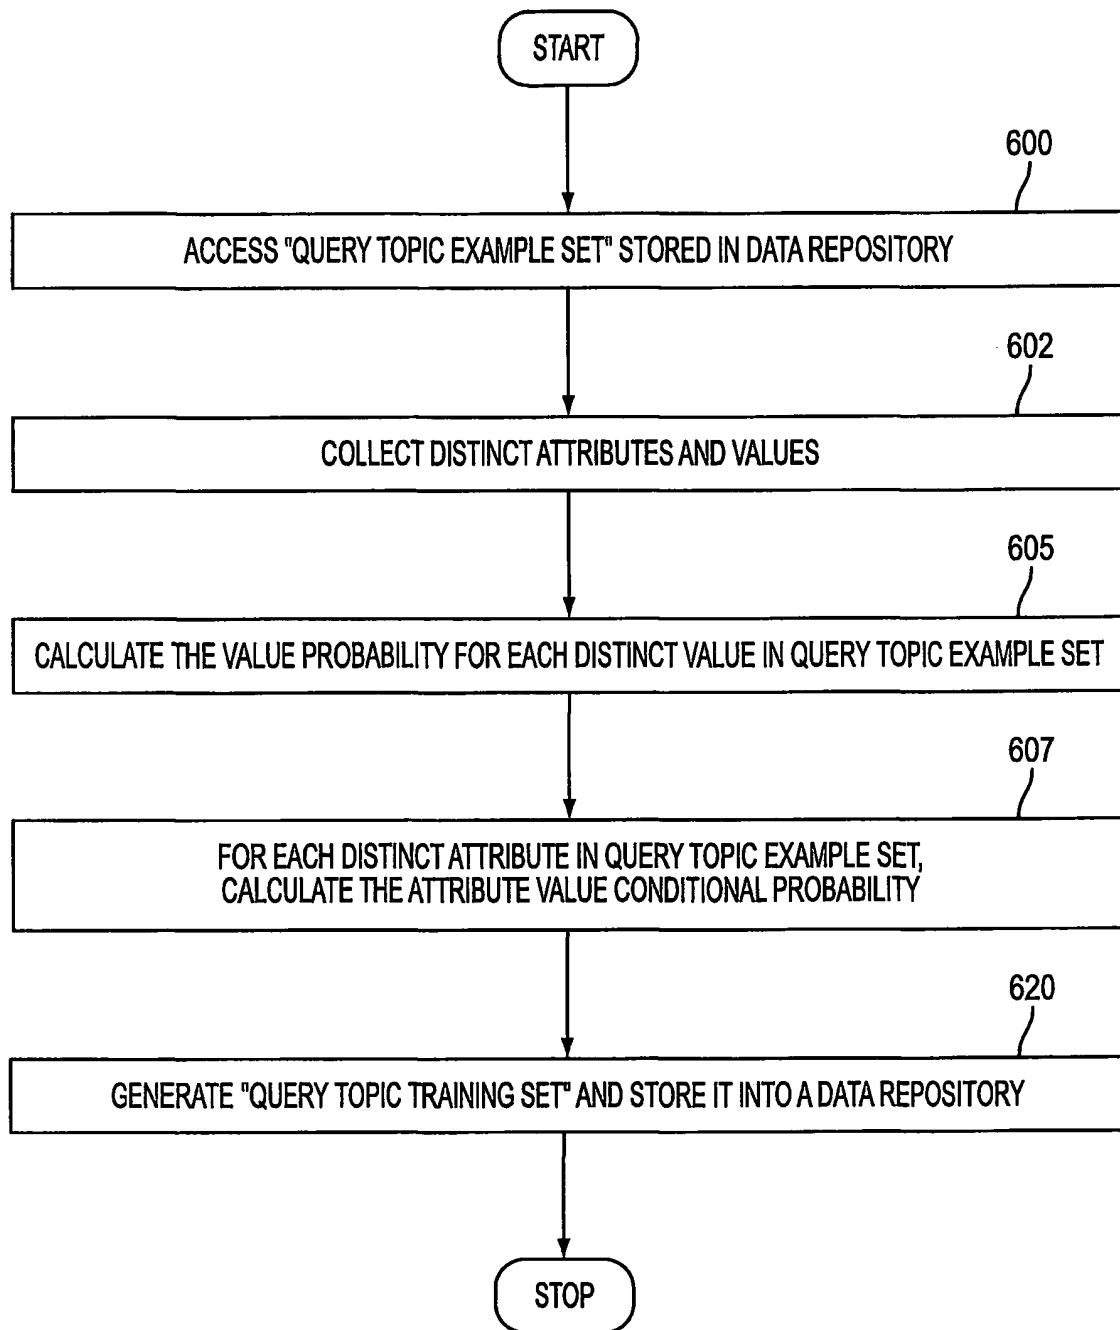 START
600
ACCESS "QUERY TOPIC EXAMPLE SET" STORED IN DATA REPOSITORY
602
COLLECT DISTINCT ATTRIBUTES AND VALUES
605
CALCULATE THE VALUE PROBABILITY FOR EACH DISTINCT VALUE IN QUERY TOPIC EXAMPLE SET
607
FOR EACH DISTINCT ATTRIBUTE IN QUERY TOPIC EXAMPLE SET,
CALCULATE THE ATTRIBUTE VALUE CONDITIONAL PROBABILITY
620
GENERATE "QUERY TOPIC TRAINING SET" AND STORE IT INTO A DATA REPOSITORY
STOP